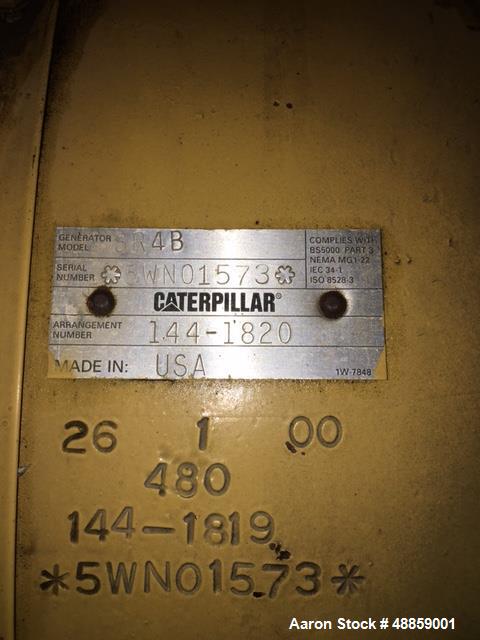 GENERATOR MODEL SR4B
SERIAL NUMBER *5WN01573*
CATERPILLAR®
ARRANGEMENT NUMBER 144-1820
MADE IN: USA
COMPLIES WITH
BS5000 PART 3
NEMA MG1-22
IEC 34-1
ISO 8528-3
1W-7848
26 1 00
480
144-1819
*5WN01573*
Aaron Stock # 48859001